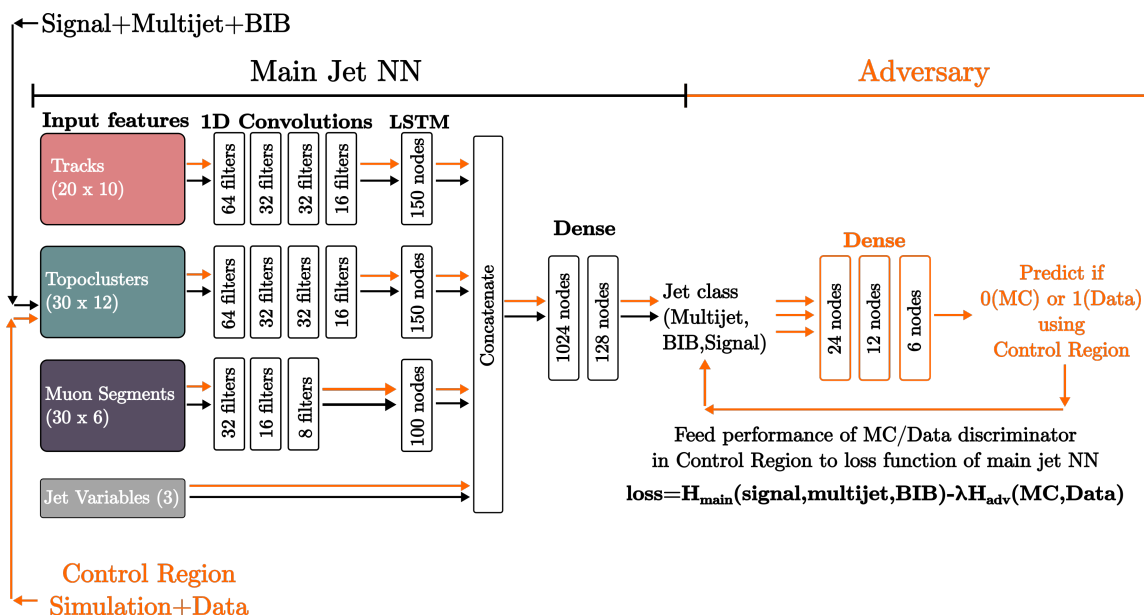 Signal+Multijet+BIB
Main Jet NN
Adversary
Input features
1D Convolutions
LSTM
Tracks
(20 x 10)
64 filters
32 filters
32 filters
16 filters
150 nodes
Topoclusters
(30 x 12)
64 filters
32 filters
32 filters
16 filters
150 nodes
Muon Segments
(30 x 6)
32 filters
16 filters
8 filters
100 nodes
Jet Variables (3)
Concatenate
Dense
1024 nodes
128 nodes
Jet class
(Multijet,
BIB,Signal)
Dense
24 nodes
12 nodes
6 nodes
Predict if
0(MC) or 1(Data)
using
Control Region
Feed performance of MC/Data discriminator
in Control Region to loss function of main jet NN
loss=H_main(signal,multijet,BIB)-λH_adv(MC,Data)
Control Region
Simulation+Data